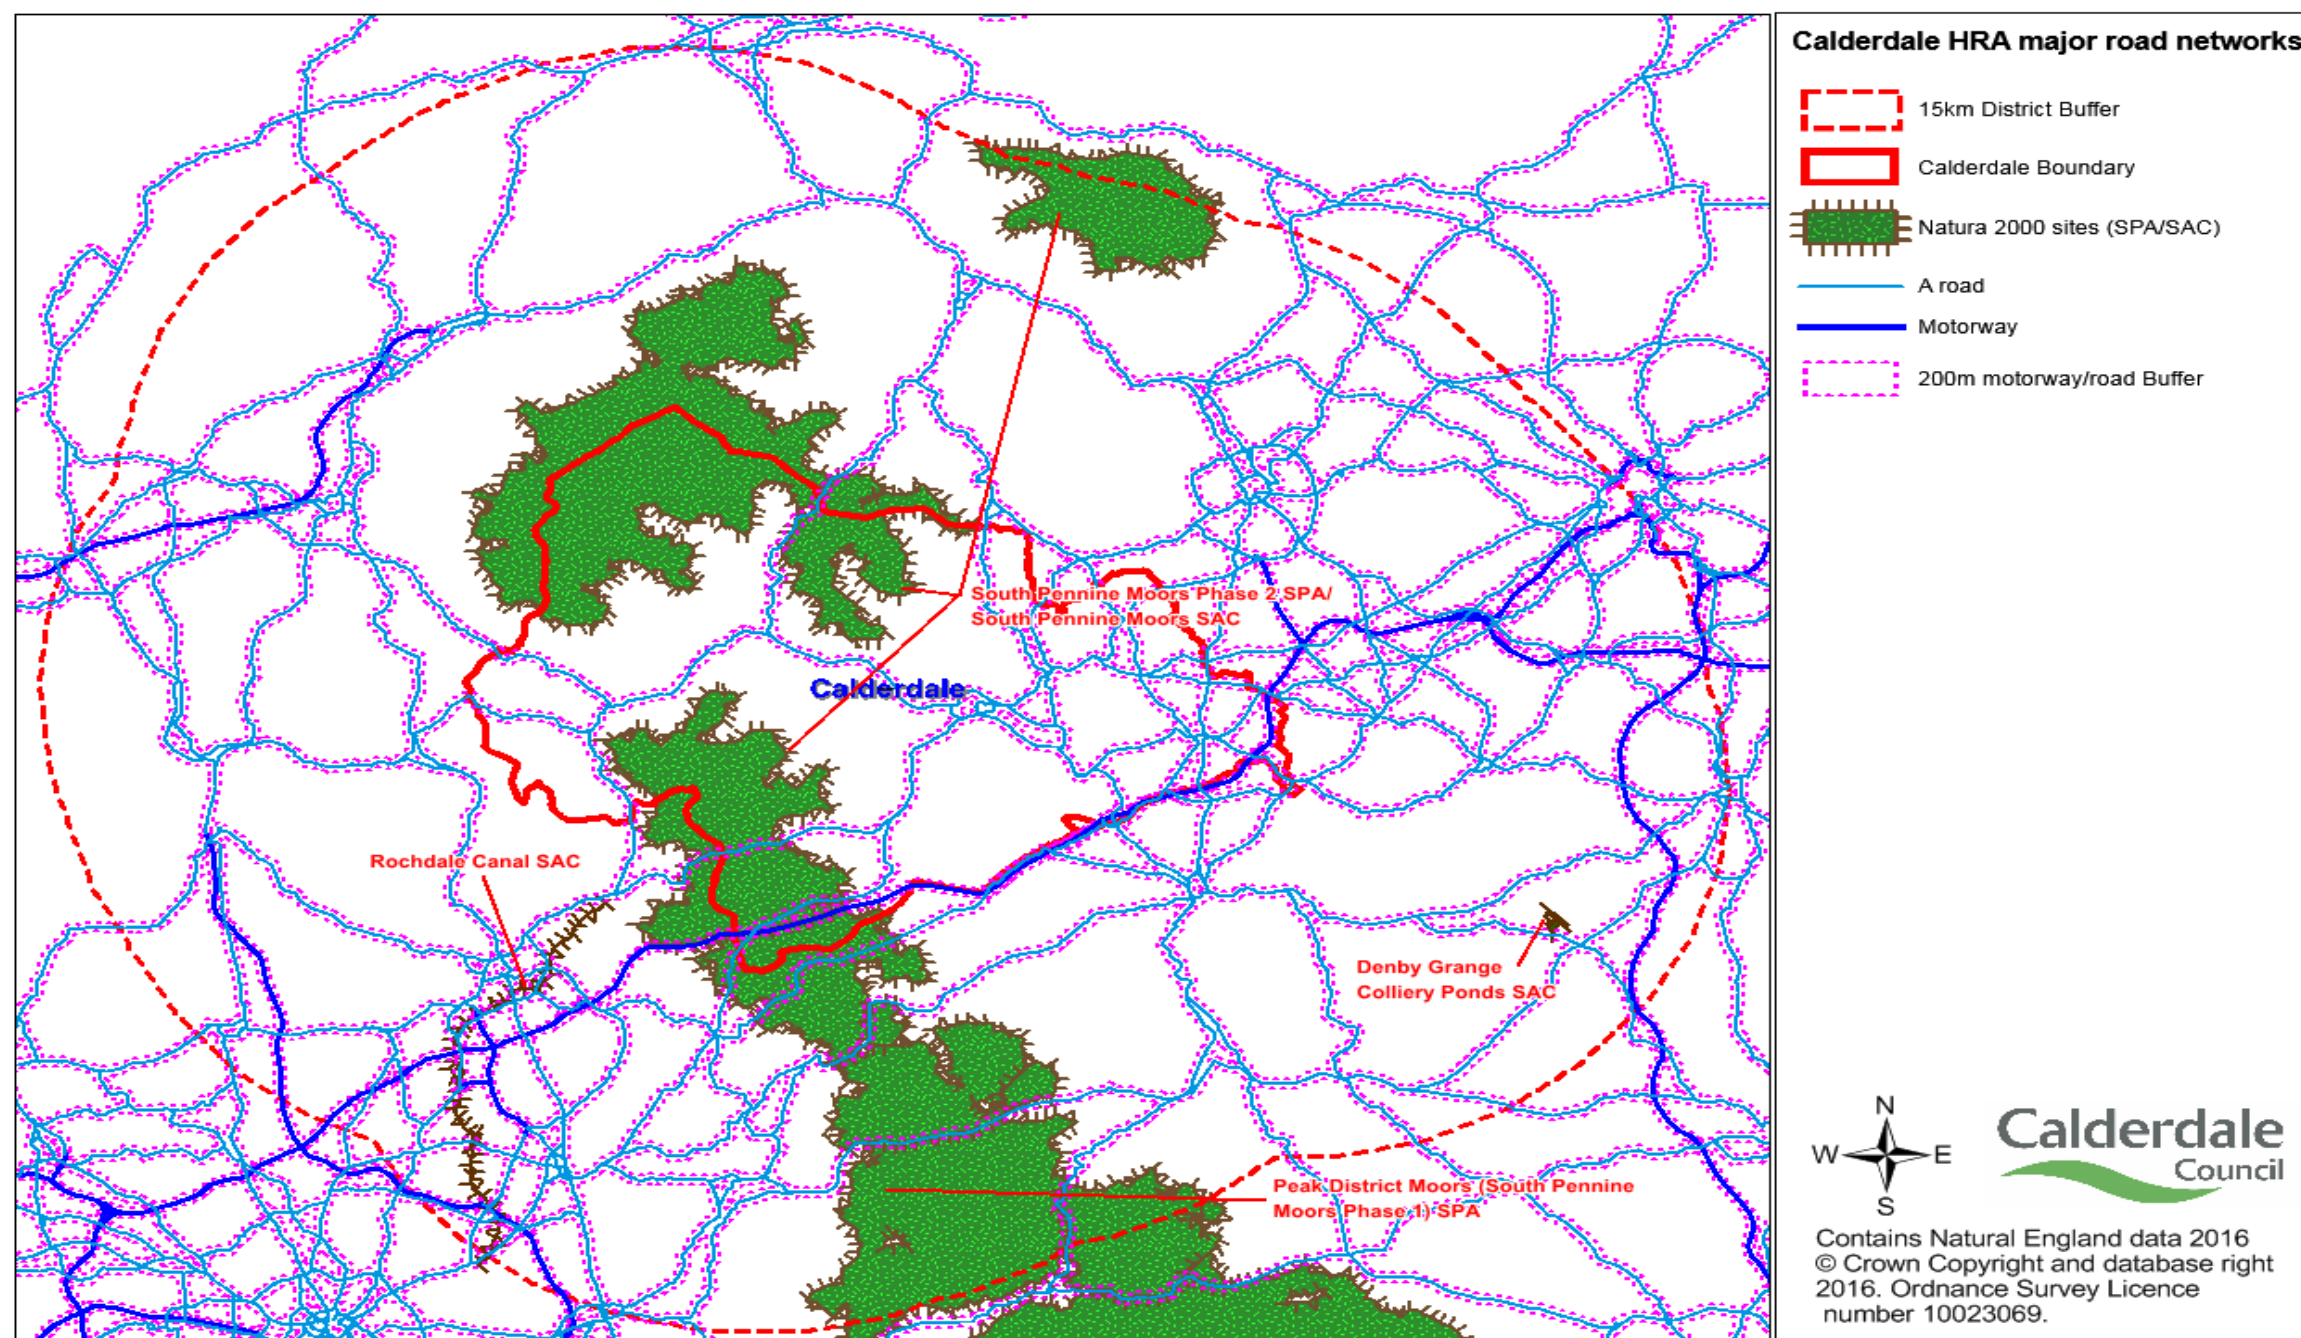 Calderdale HRA major road networks
15km District Buffer
Calderdale Boundary
Natura 2000 sites (SPA/SAC)
A road
Motorway
200m motorway/road Buffer
South Pennine Moors Phase 2 SPA/
South Pennine Moors SAC
Calderdale
Rochdale Canal SAC
Denby Grange
Colliery Ponds SAC
Peak District Moors (South Pennine
Moors Phase 1) SPA
N
W E
S
Calderdale
Council
Contains Natural England data 2016
© Crown Copyright and database right
2016. Ordnance Survey Licence
number 10023069.